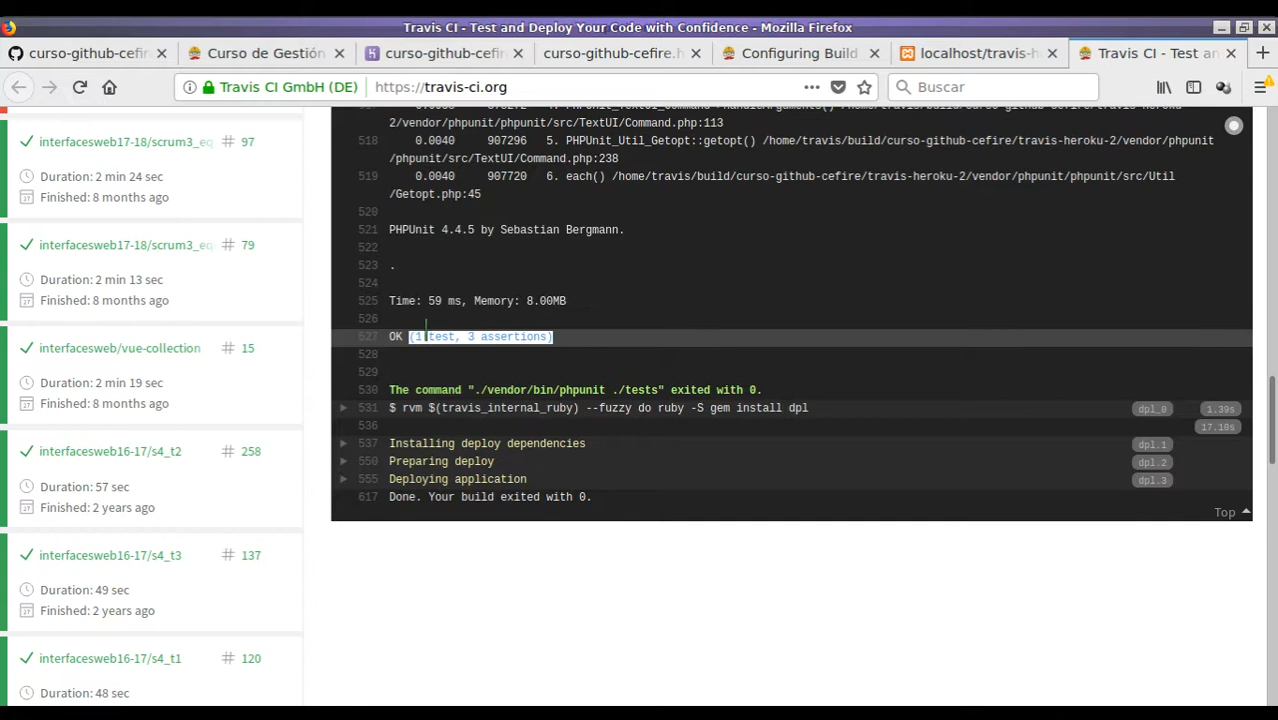 Travis CI - Test and Deploy Your Code with Confidence - Mozilla Firefox
curso-github-cefin
Curso de Gestión
curso-github-cefin
curso-github-cefire.h
Configuring Build
localhost/travis-h
Travis CI - Test an
Travis CI GmbH (DE)
https://travis-ci.org
Buscar
2/vendor/phpunit/phpunit/src/TextUI/Command.php:113
518 0.0040 907296 5. PHPUnit_Util_Getopt::getopt() /home/travis/build/curso-github-cefire/travis-heroku-2/vendor/phpunit
/phpunit/src/TextUI/Command.php:238
519 0.0040 907720 6. each() /home/travis/build/curso-github-cefire/travis-heroku-2/vendor/phpunit/phpunit/src/Util
/Getopt.php:45
520
521 PHPUnit 4.4.5 by Sebastian Bergmann.
522
523 .
524
525 Time: 59 ms, Memory: 8.00MB
526
527 OK (1 test, 3 assertions)
528
529
530 The command "./vendor/bin/phpunit ./tests" exited with 0.
531 $ rvm $(travis_internal_ruby) --fuzzy do ruby -S gem install dpl dpl_0 1.39s
536 17.10s
537 Installing deploy dependencies dpl.1
550 Preparing deploy dpl.2
555 Deploying application dpl.3
617 Done. Your build exited with 0.
Top
interfacesweb17-18/scrum3_eq # 97
Duration: 2 min 24 sec
Finished: 8 months ago
interfacesweb17-18/scrum3_eq # 79
Duration: 2 min 13 sec
Finished: 8 months ago
interfacesweb/vue-collection # 15
Duration: 2 min 19 sec
Finished: 8 months ago
interfacesweb16-17/s4_t2 # 258
Duration: 57 sec
Finished: 2 years ago
interfacesweb16-17/s4_t3 # 137
Duration: 49 sec
Finished: 2 years ago
interfacesweb16-17/s4_t1 # 120
Duration: 48 sec